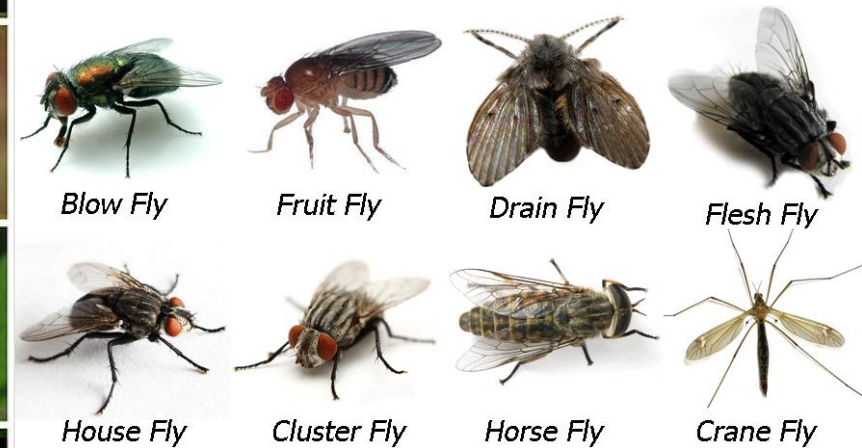 Blow Fly
Fruit Fly
Drain Fly
Flesh Fly
House Fly
Cluster Fly
Horse Fly
Crane Fly